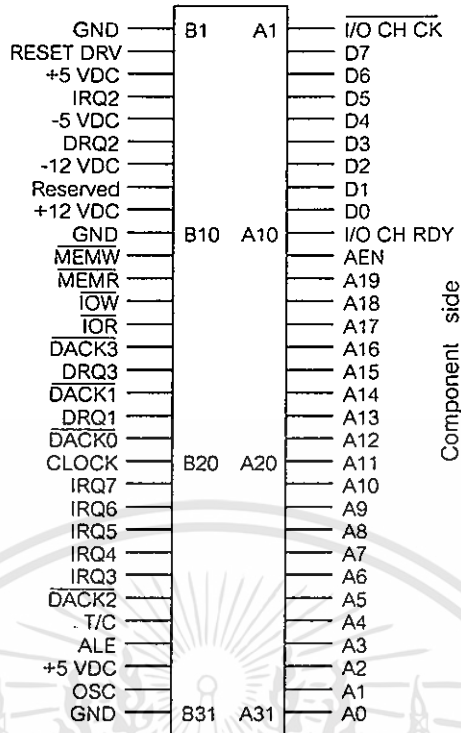 GND B1 A1 I/O CH CK
RESET DRV D7
+5 VDC D6
IRQ2 D5
-5 VDC D4
DRQ2 D3
-12 VDC D2
Reserved D1
+12 VDC D0
GND B10 A10 I/O CH RDY
MEMW AEN
MEMR A19
IOW A18
IOR A17
DACK3 A16
DRQ3 A15
DACK1 A14
DRQ1 A13
DACK0 A12
CLOCK B20 A20 A11
IRQ7 A10
IRQ6 A9
IRQ5 A8
IRQ4 A7
IRQ3 A6
DACK2 A5
T/C A4
ALE A3
+5 VDC A2
OSC A1
GND B31 A31 A0
Component side